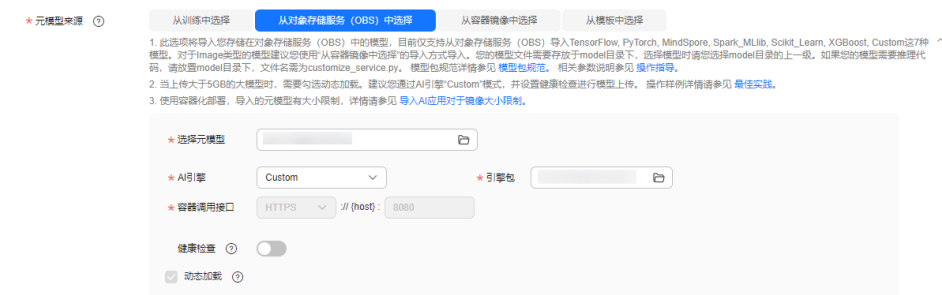 * 元模型来源 ?
从训练中选择 从对象存储服务（OBS）中选择 从容器镜像中选择 从模板中选择
1. 此选项将导入您存储在对象存储服务（OBS）中的模型，目前仅支持从对象存储服务（OBS）导入TensorFlow, PyTorch, MindSpore, Spark_MLlib, Scikit_Learn, XGBoost, Custom这7种
模型。对于Image类型的模型建议您使用“从容器镜像中选择”的导入方式导入。您的模型文件需要存放于model目录下，选择模型时请您选择model目录的上一级。如果您的模型需要推理代
码，请放置model目录下，文件名需为customize_service.py。 模型包规范详情参见 模型包规范。 相关参数说明参见 操作指导。
2. 当上传大于5GB的大模型时，需要勾选动态加载。建议您通过AI引擎“Custom”模式，并设置健康检查进行模型上传。 操作样例详情请参见 最佳实践。
3. 使用容器化部署，导入的元模型有大小限制，详情请参见 导入AI应用对于镜像大小限制。
* 选择元模型
* AI引擎 Custom * 引擎包
* 容器调用接口 HTTPS :// {host} : 8080
健康检查 ?
动态加载 ?